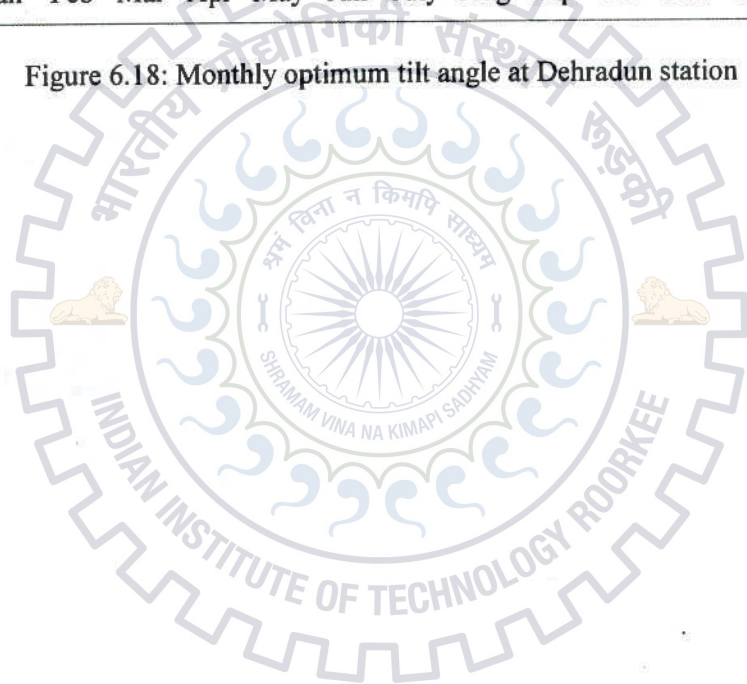 Figure 6.18: Monthly optimum tilt angle at Dehradun station
भारतीय प्रौद्योगिकी संस्थान रुड़की
श्रमं विना न किमपि साध्यम
SHRAMAM VINA NA KIMAPI SADHYAM
INDIAN INSTITUTE OF TECHNOLOGY ROORKEE